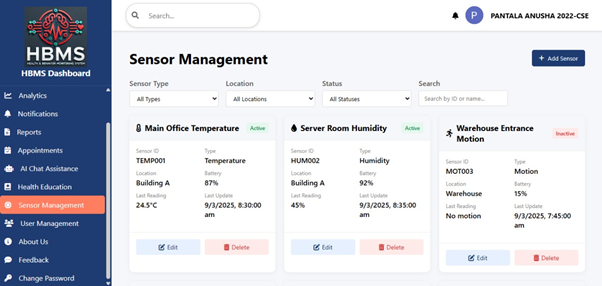 HBMS
HEALTH & BEHAVIOR MONITORING SYSTEM
HBMS Dashboard
Analytics
Notifications
Reports
Appointments
AI Chat Assistance
Health Education
Sensor Management
User Management
About Us
Feedback
Change Password
Search...
P
PANTALA ANUSHA 2022-CSE
Sensor Management
+ Add Sensor
Sensor Type
Location
Status
Search
All Types
All Locations
All Statuses
Search by ID or name...
Main Office Temperature
Active
Sensor ID
Type
TEMP001
Temperature
Location
Battery
Building A
87%
Last Reading
Last Update
24.5°C
9/3/2025, 8:30:00
am
Edit
Delete
Server Room Humidity
Active
Sensor ID
Type
HUM002
Humidity
Location
Battery
Building A
92%
Last Reading
Last Update
45%
9/3/2025, 8:35:00
am
Edit
Delete
Warehouse Entrance
Motion
Inactive
Sensor ID
Type
MOT003
Motion
Location
Battery
Warehouse
15%
Last Reading
Last Update
No motion
9/3/2025, 7:45:00
am
Edit
Delete